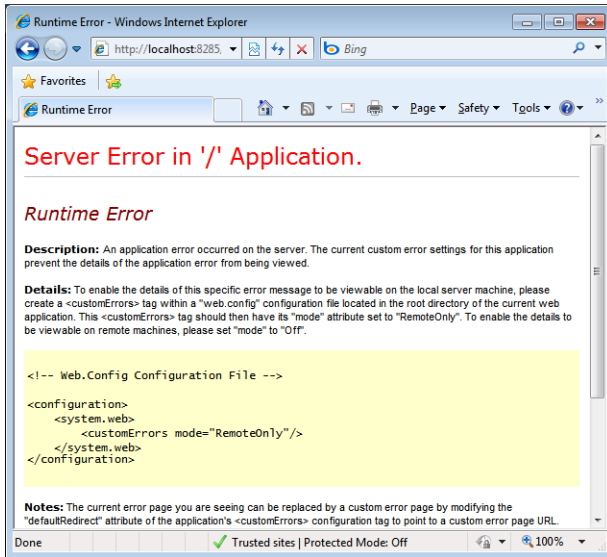 Runtime Error - Windows Internet Explorer
http://localhost:8285,
Bing
Favorites
Runtime Error
Page Safety Tools
Server Error in '/' Application.
Runtime Error
Description: An application error occurred on the server. The current custom error settings for this application
prevent the details of the application error from being viewed.
Details: To enable the details of this specific error message to be viewable on the local server machine, please
create a <customErrors> tag within a "web.config" configuration file located in the root directory of the current web
application. This <customErrors> tag should then have its "mode" attribute set to "RemoteOnly". To enable the details to
be viewable on remote machines, please set "mode" to "Off".
<!-- Web.Config Configuration File -->
<configuration>
    <system.web>
        <customErrors mode="RemoteOnly"/>
    </system.web>
</configuration>
Notes: The current error page you are seeing can be replaced by a custom error page by modifying the
"defaultRedirect" attribute of the application's <customErrors> configuration tag to point to a custom error page URL.
Done Trusted sites | Protected Mode: Off 100%